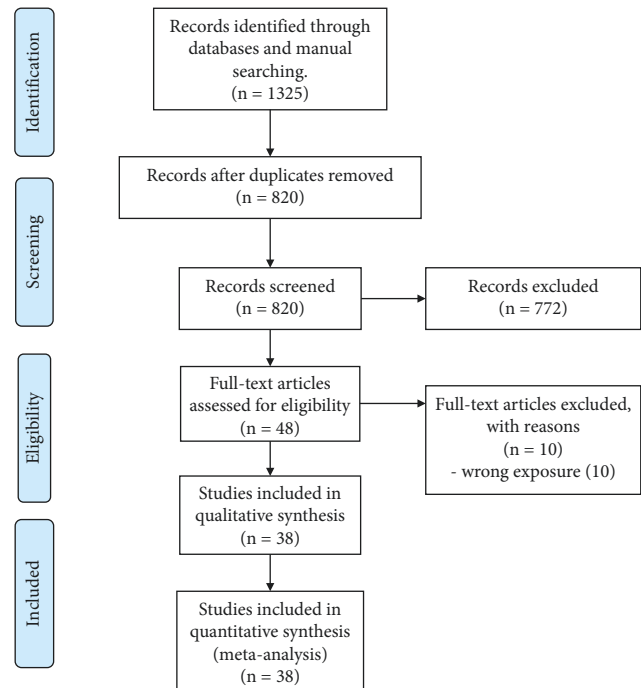 Identification
Records identified through
databases and manual
searching.
(n = 1325)
Records after duplicates removed
(n = 820)
Screening
Records screened
(n = 820)
Records excluded
(n = 772)
Eligibility
Full-text articles
assessed for eligibility
(n = 48)
Full-text articles excluded,
with reasons
(n = 10)
- wrong exposure (10)
Studies included in
qualitative synthesis
(n = 38)
Included
Studies included in
quantitative synthesis
(meta-analysis)
(n = 38)